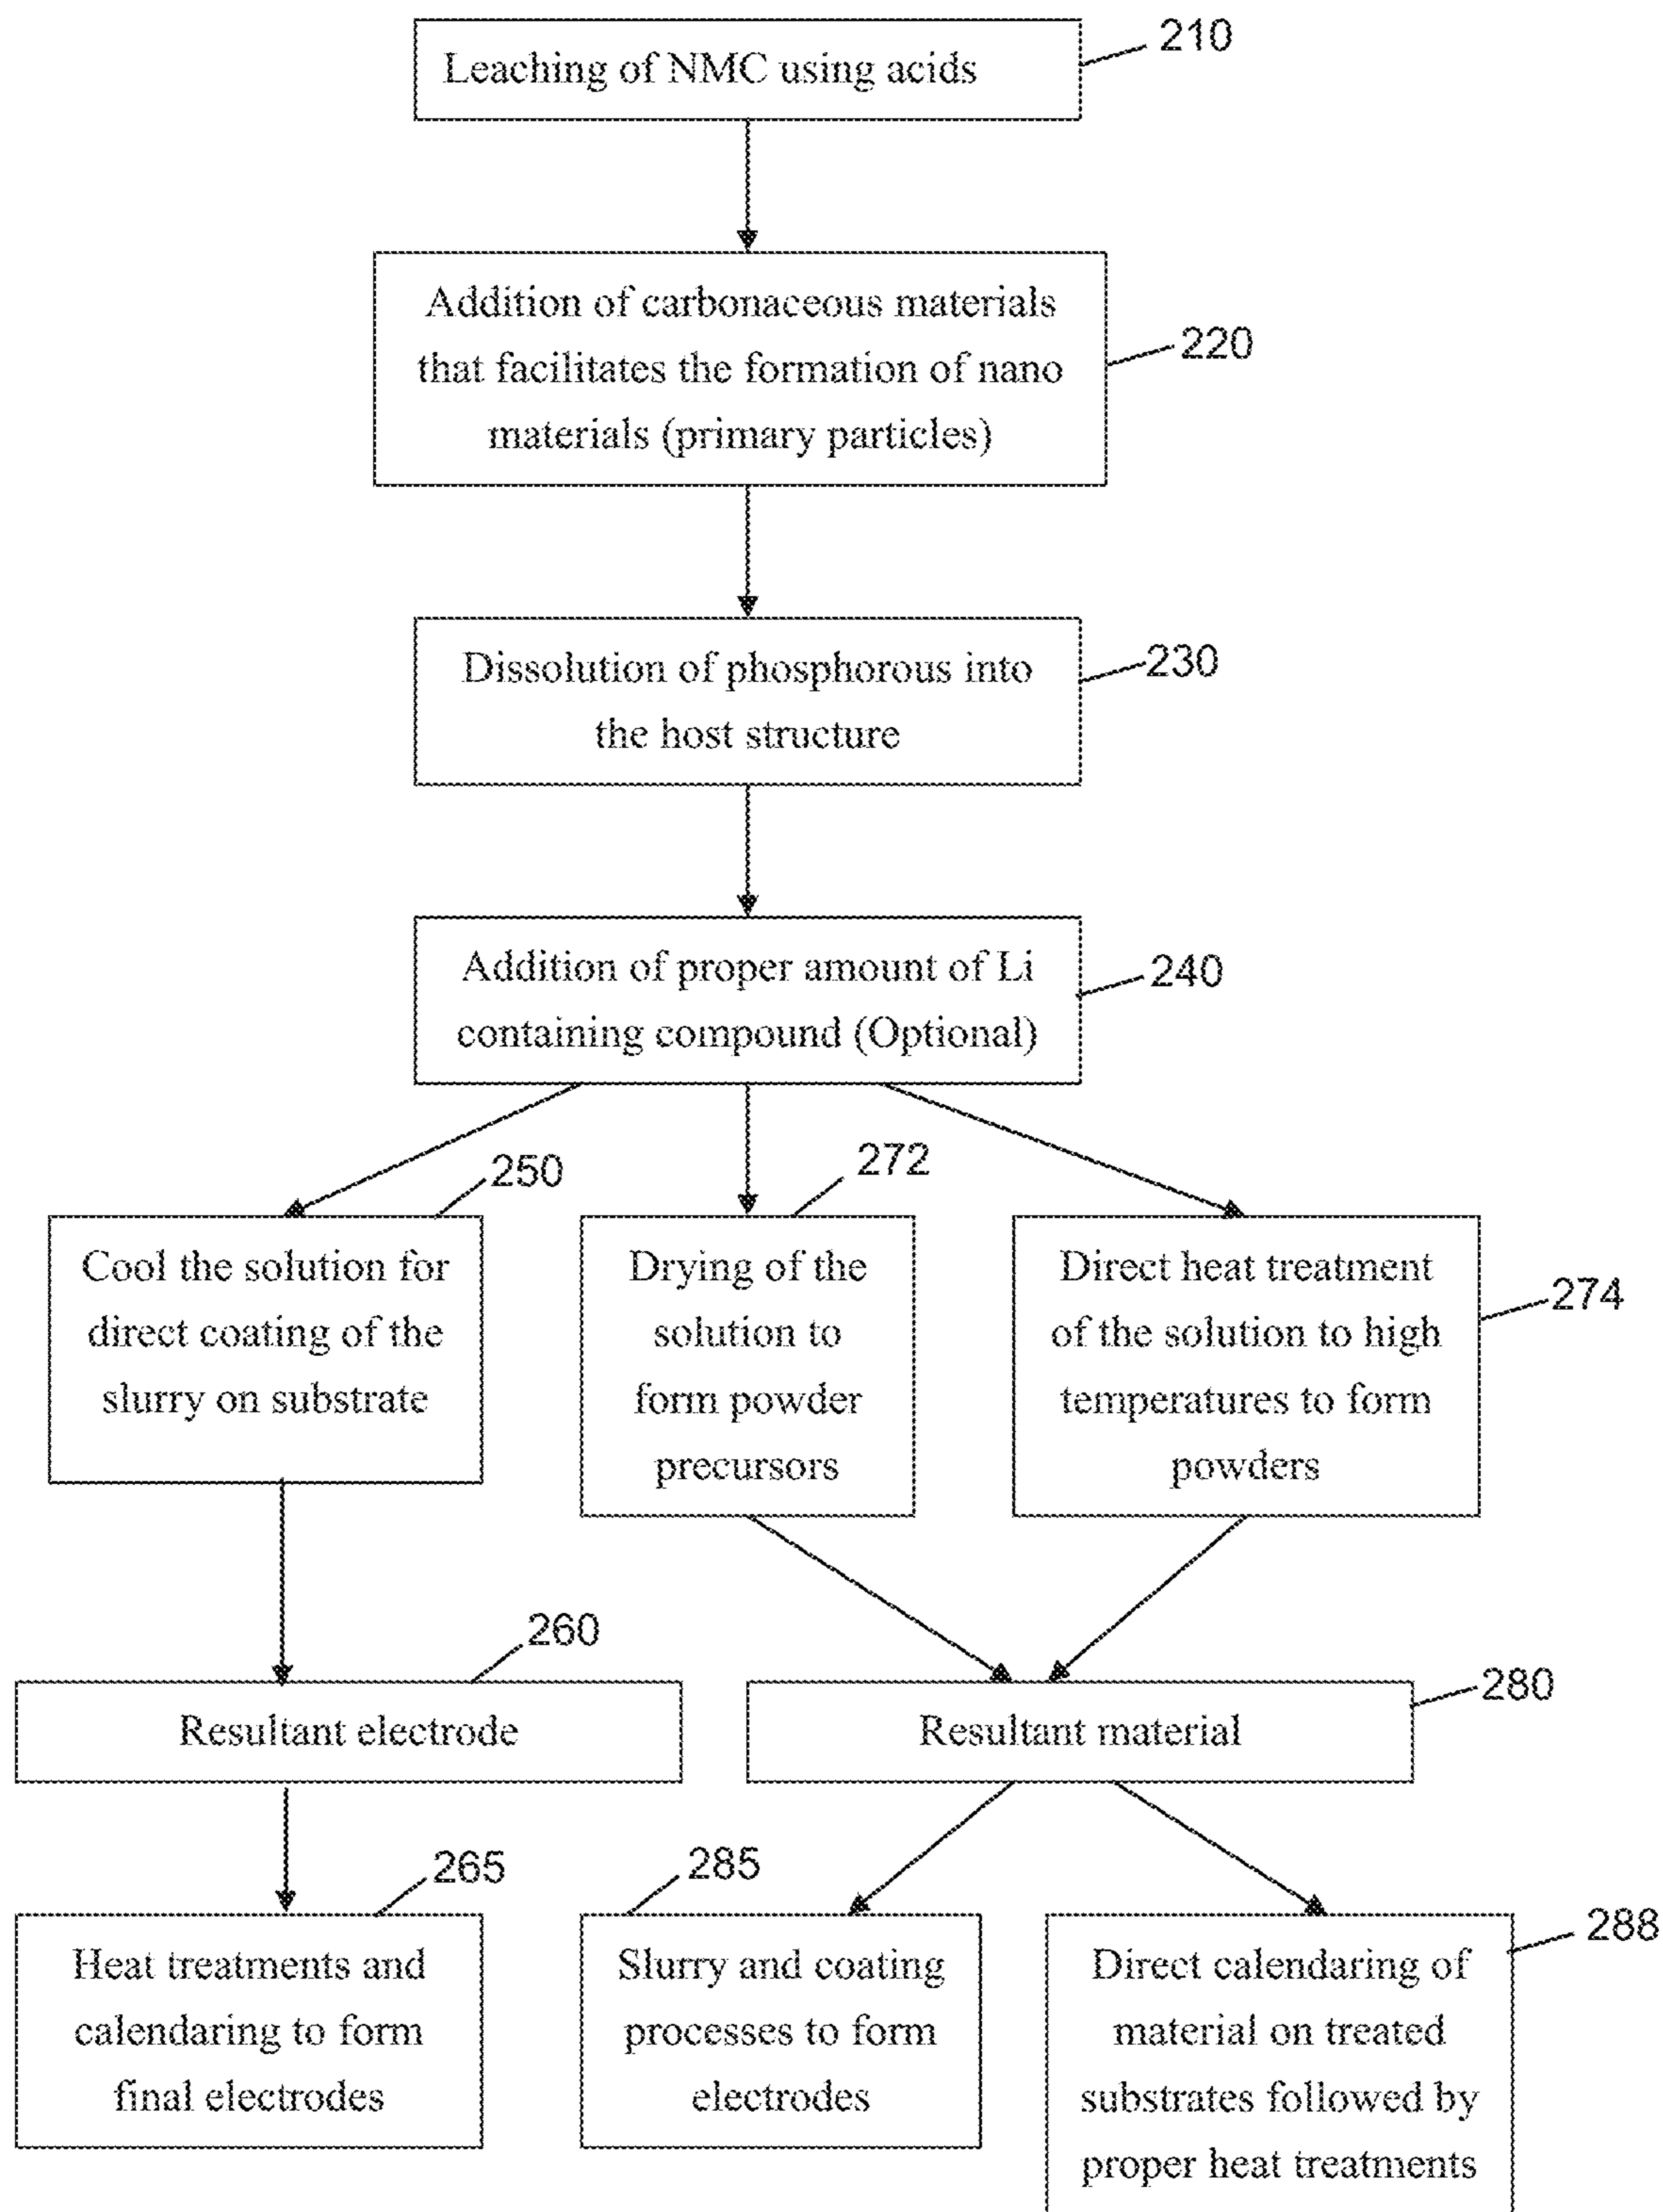 210
Leaching of NMC using acids
220
Addition of carbonaceous materials
that facilitates the formation of nano
materials (primary particles)
230
Dissolution of phosphorous into
the host structure
240
Addition of proper amount of Li
containing compound (Optional)
250
Cool the solution for
direct coating of the
slurry on substrate
272
Drying of the
solution to
form powder
precursors
274
Direct heat treatment
of the solution to high
temperatures to form
powders
260
Resultant electrode
280
Resultant material
265
Heat treatments and
calendaring to form
final electrodes
285
Slurry and coating
processes to form
electrodes
288
Direct calendaring of
material on treated
substrates followed by
proper heat treatments